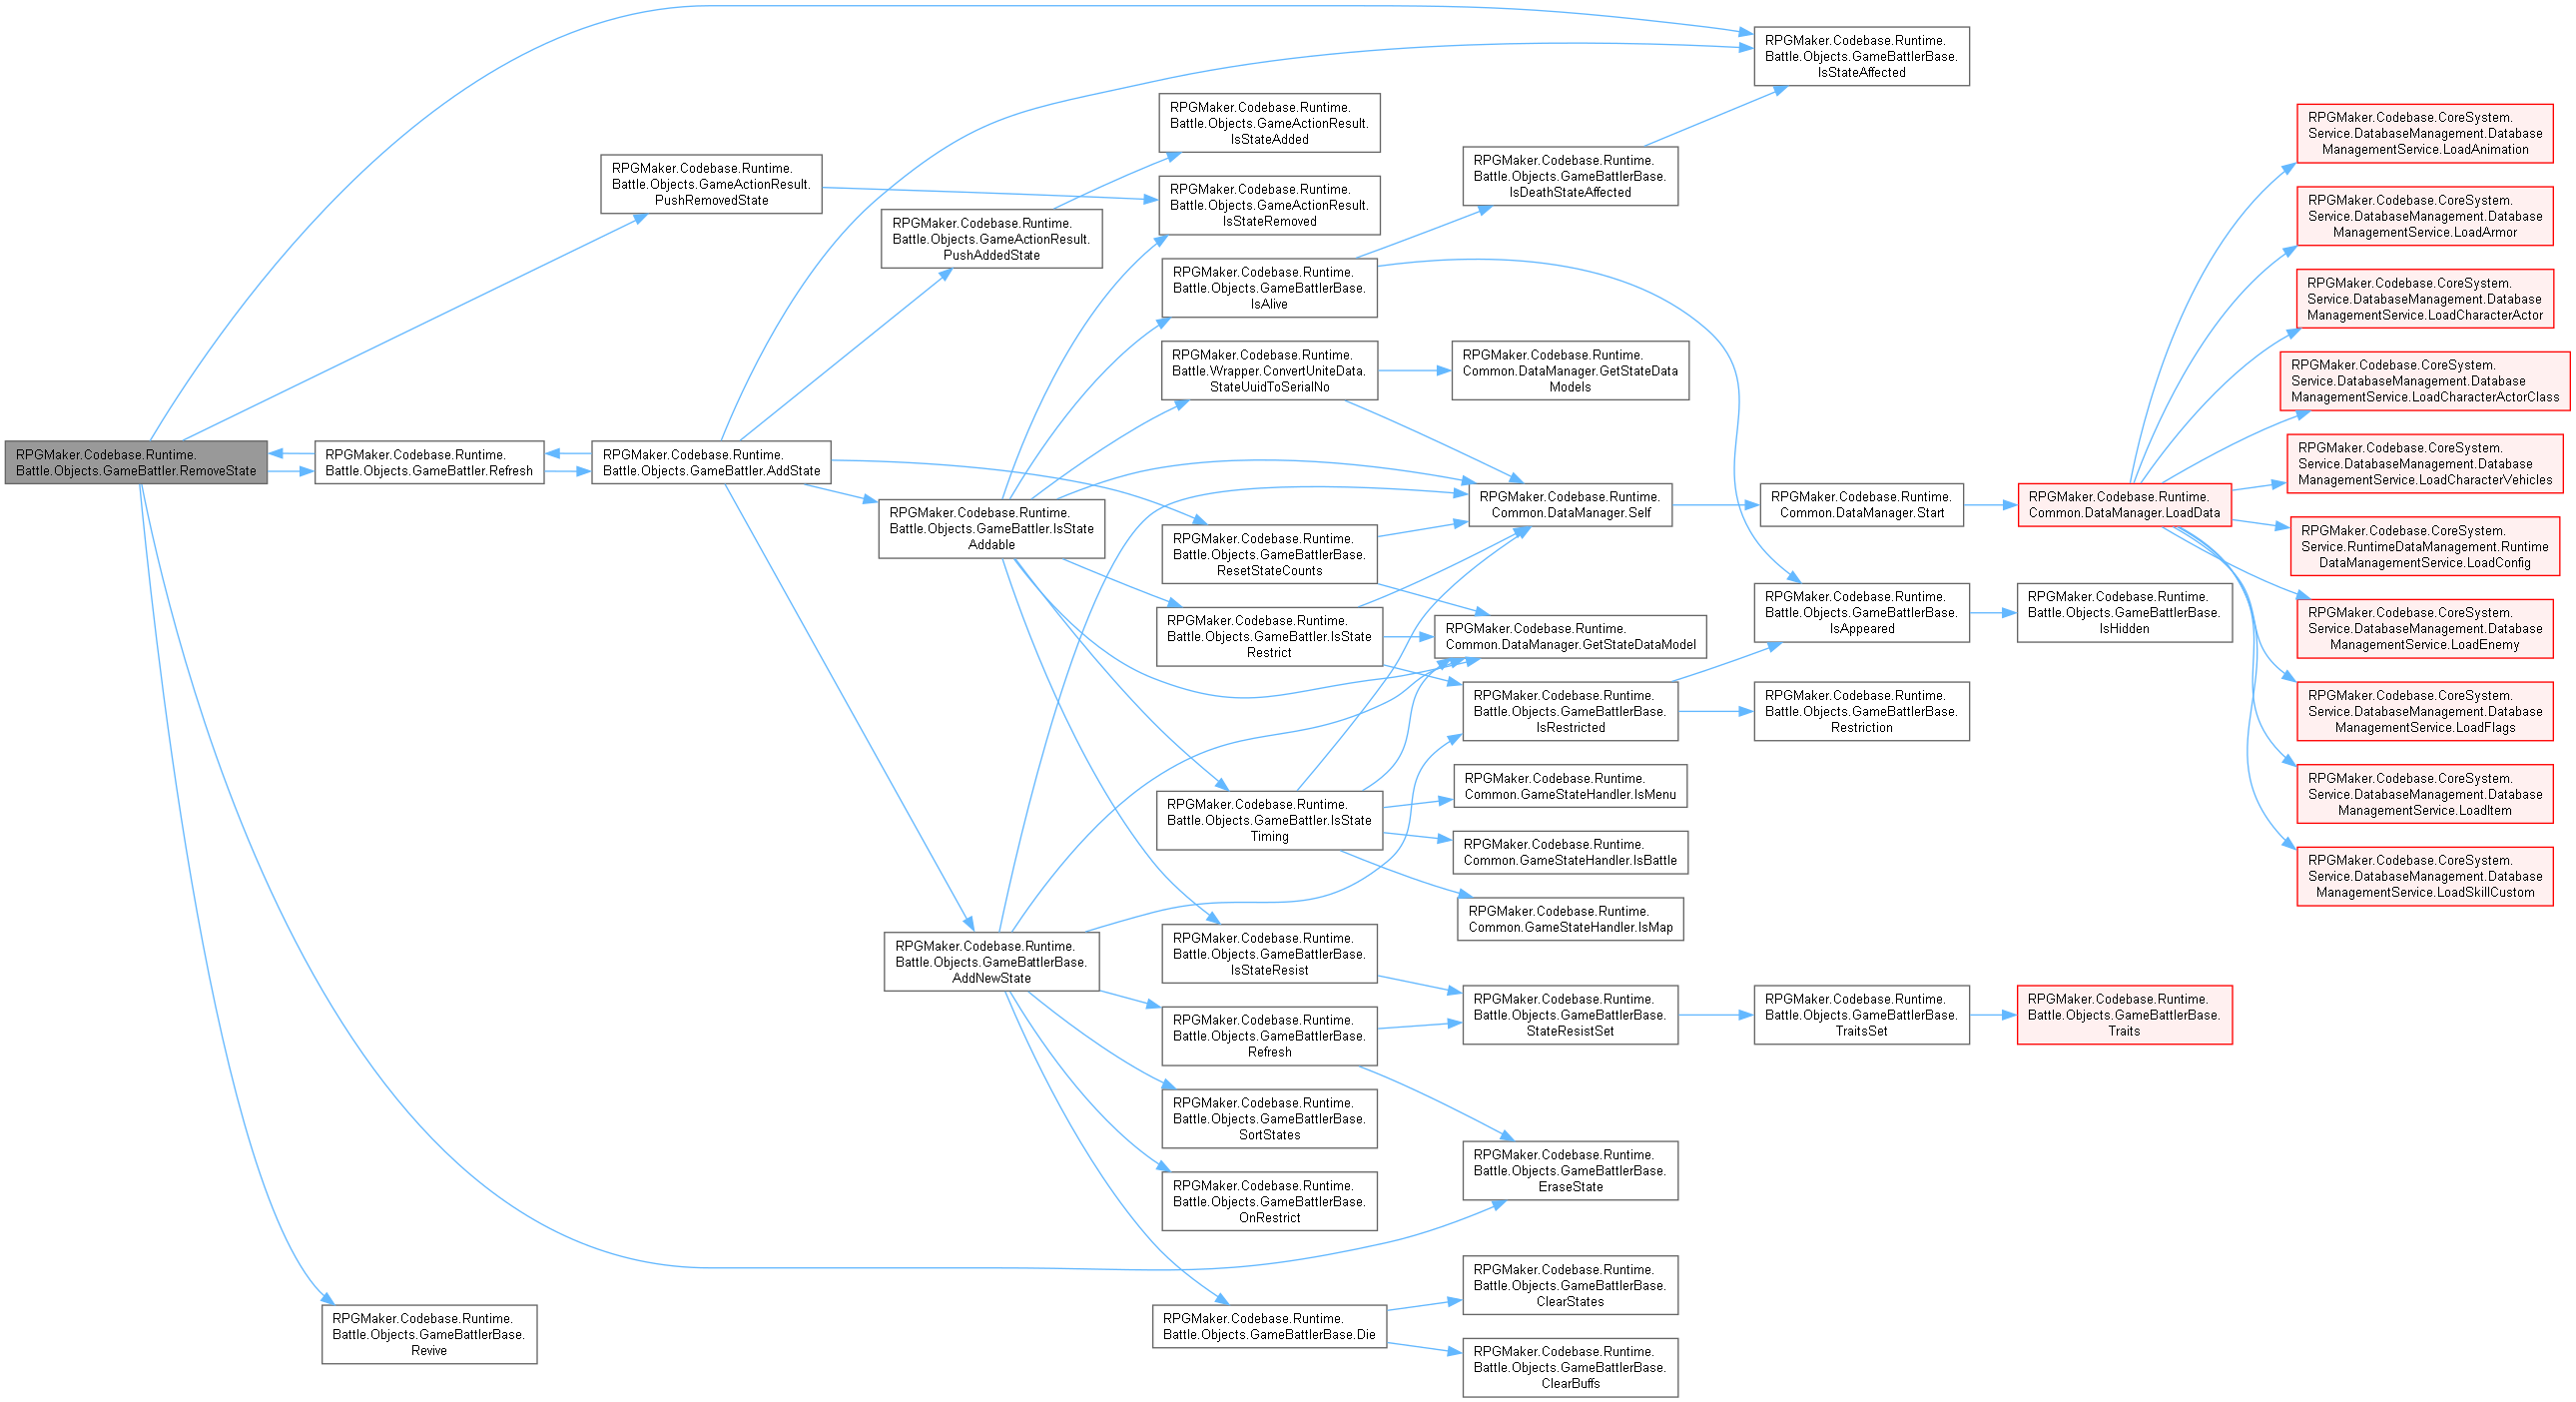 RPGMaker.Codebase.Runtime.
Battle.Objects.GameBattler.RemoveState
RPGMaker.Codebase.Runtime.
Battle.Objects.GameActionResult.
PushRemovedState
RPGMaker.Codebase.Runtime.
Battle.Objects.GameBattler.Refresh
RPGMaker.Codebase.Runtime.
Battle.Objects.GameBattlerBase.
Revive
RPGMaker.Codebase.Runtime.
Battle.Objects.GameBattler.AddState
RPGMaker.Codebase.Runtime.
Battle.Objects.GameActionResult.
PushAddedState
RPGMaker.Codebase.Runtime.
Battle.Objects.GameBattler.IsState
Addable
RPGMaker.Codebase.Runtime.
Battle.Objects.GameBattlerBase.
AddNewState
RPGMaker.Codebase.Runtime.
Battle.Objects.GameActionResult.
IsStateAdded
RPGMaker.Codebase.Runtime.
Battle.Objects.GameActionResult.
IsStateRemoved
RPGMaker.Codebase.Runtime.
Battle.Objects.GameBattlerBase.
IsAlive
RPGMaker.Codebase.Runtime.
Battle.Wrapper.ConvertUniteData.
StateUuidToSerialNo
RPGMaker.Codebase.Runtime.
Battle.Objects.GameBattlerBase.
ResetStateCounts
RPGMaker.Codebase.Runtime.
Battle.Objects.GameBattler.IsState
Restrict
RPGMaker.Codebase.Runtime.
Battle.Objects.GameBattler.IsState
Timing
RPGMaker.Codebase.Runtime.
Battle.Objects.GameBattlerBase.
IsStateResist
RPGMaker.Codebase.Runtime.
Battle.Objects.GameBattlerBase.
Refresh
RPGMaker.Codebase.Runtime.
Battle.Objects.GameBattlerBase.
SortStates
RPGMaker.Codebase.Runtime.
Battle.Objects.GameBattlerBase.
OnRestrict
RPGMaker.Codebase.Runtime.
Battle.Objects.GameBattlerBase.Die
RPGMaker.Codebase.Runtime.
Battle.Objects.GameBattlerBase.
IsDeathStateAffected
RPGMaker.Codebase.Runtime.
Common.DataManager.GetStateData
Models
RPGMaker.Codebase.Runtime.
Common.DataManager.Self
RPGMaker.Codebase.Runtime.
Common.DataManager.GetStateDataModel
RPGMaker.Codebase.Runtime.
Battle.Objects.GameBattlerBase.
IsRestricted
RPGMaker.Codebase.Runtime.
Common.GameStateHandler.IsMenu
RPGMaker.Codebase.Runtime.
Common.GameStateHandler.IsBattle
RPGMaker.Codebase.Runtime.
Common.GameStateHandler.IsMap
RPGMaker.Codebase.Runtime.
Battle.Objects.GameBattlerBase.
StateResistSet
RPGMaker.Codebase.Runtime.
Battle.Objects.GameBattlerBase.
EraseState
RPGMaker.Codebase.Runtime.
Battle.Objects.GameBattlerBase.
ClearStates
RPGMaker.Codebase.Runtime.
Battle.Objects.GameBattlerBase.
ClearBuffs
RPGMaker.Codebase.Runtime.
Battle.Objects.GameBattlerBase.
IsStateAffected
RPGMaker.Codebase.Runtime.
Common.DataManager.Start
RPGMaker.Codebase.Runtime.
Battle.Objects.GameBattlerBase.
IsAppeared
RPGMaker.Codebase.Runtime.
Battle.Objects.GameBattlerBase.
Restriction
RPGMaker.Codebase.Runtime.
Battle.Objects.GameBattlerBase.
TraitsSet
RPGMaker.Codebase.Runtime.
Common.DataManager.LoadData
RPGMaker.Codebase.Runtime.
Battle.Objects.GameBattlerBase.
IsHidden
RPGMaker.Codebase.Runtime.
Battle.Objects.GameBattlerBase.
Traits
RPGMaker.Codebase.CoreSystem.
Service.DatabaseManagement.Database
ManagementService.LoadAnimation
RPGMaker.Codebase.CoreSystem.
Service.DatabaseManagement.Database
ManagementService.LoadArmor
RPGMaker.Codebase.CoreSystem.
Service.DatabaseManagement.Database
ManagementService.LoadCharacterActor
RPGMaker.Codebase.CoreSystem.
Service.DatabaseManagement.Database
ManagementService.LoadCharacterActorClass
RPGMaker.Codebase.CoreSystem.
Service.DatabaseManagement.Database
ManagementService.LoadCharacterVehicles
RPGMaker.Codebase.CoreSystem.
Service.RuntimeDataManagement.Runtime
DataManagementService.LoadConfig
RPGMaker.Codebase.CoreSystem.
Service.DatabaseManagement.Database
ManagementService.LoadEnemy
RPGMaker.Codebase.CoreSystem.
Service.DatabaseManagement.Database
ManagementService.LoadFlags
RPGMaker.Codebase.CoreSystem.
Service.DatabaseManagement.Database
ManagementService.LoadItem
RPGMaker.Codebase.CoreSystem.
Service.DatabaseManagement.Database
ManagementService.LoadSkillCustom